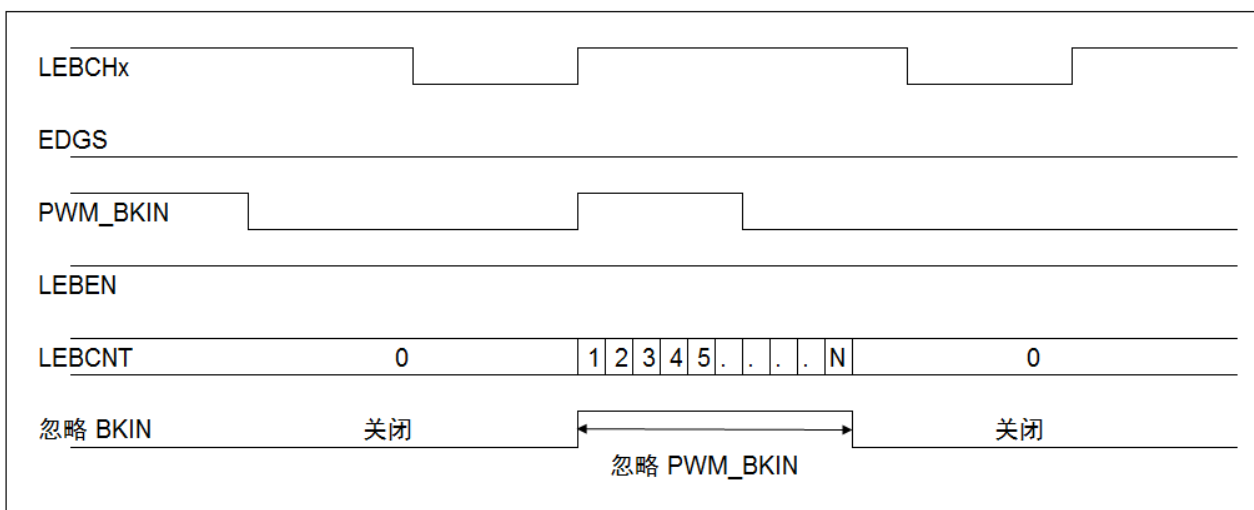 LEBCHx
EDGS
PWM_BKIN
LEBEN
LEBCNT 0 1 2 3 4 5 . . . . N 0
忽略 BKIN 关闭 关闭
忽略 PWM_BKIN